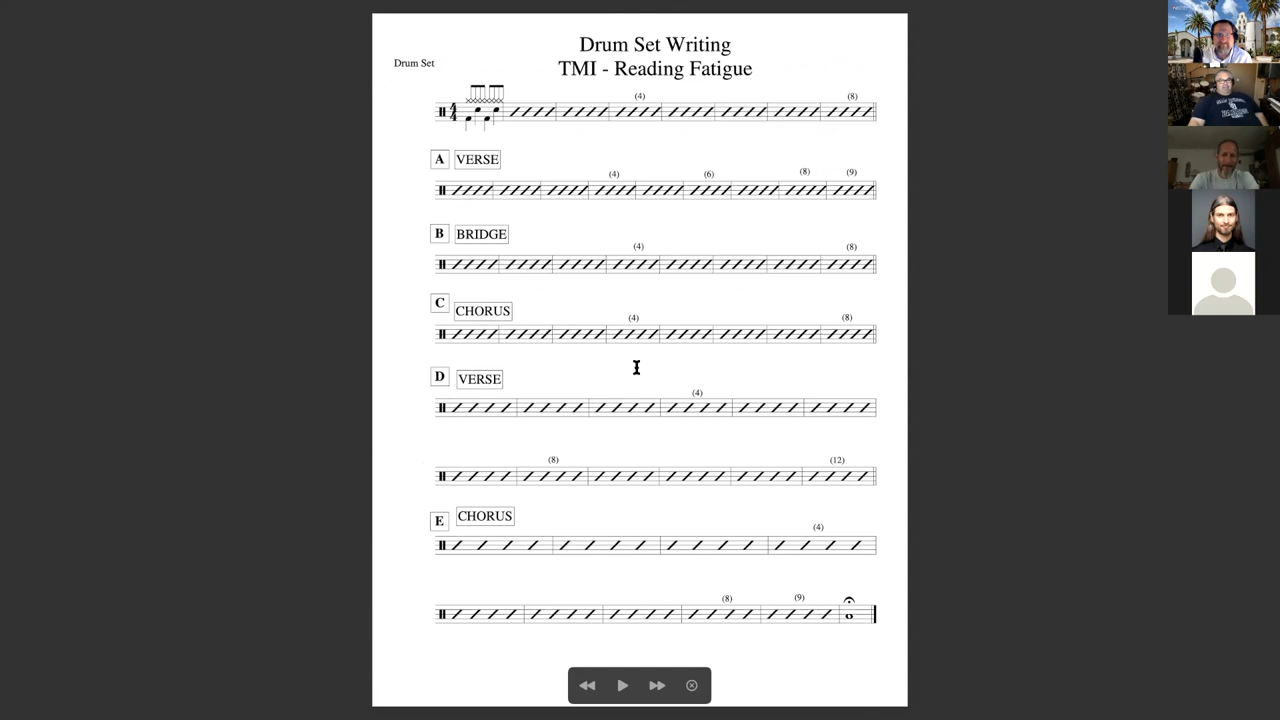 Drum Set Writing
TMI - Reading Fatigue
Drum Set
(4) (8)
A VERSE
(4) (6) (8) (9)
B BRIDGE
(4) (8)
C CHORUS
(4) (8)
D VERSE
(4)
(8) (12)
E CHORUS
(4)
(8) (9)